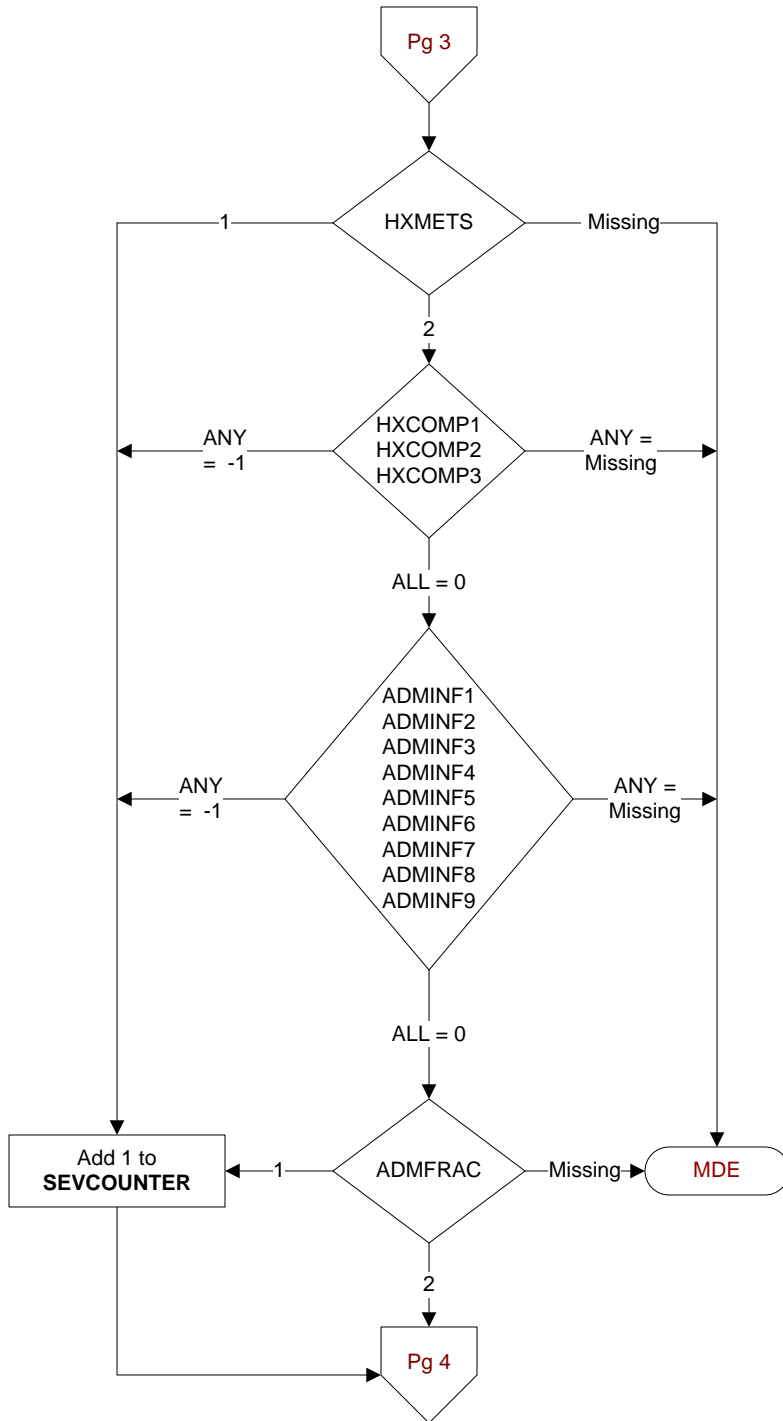 Pg 3
HXMETS
1
Missing
2
HXCOMP1
HXCOMP2
HXCOMP3
ANY
= -1
ANY =
Missing
ALL = 0
ADMINF1
ADMINF2
ADMINF3
ADMINF4
ADMINF5
ADMINF6
ADMINF7
ADMINF8
ADMINF9
ANY
= -1
ANY =
Missing
ALL = 0
Add 1 to
SEVCOUNTER
1
ADMFRAC
Missing
MDE
2
Pg 4